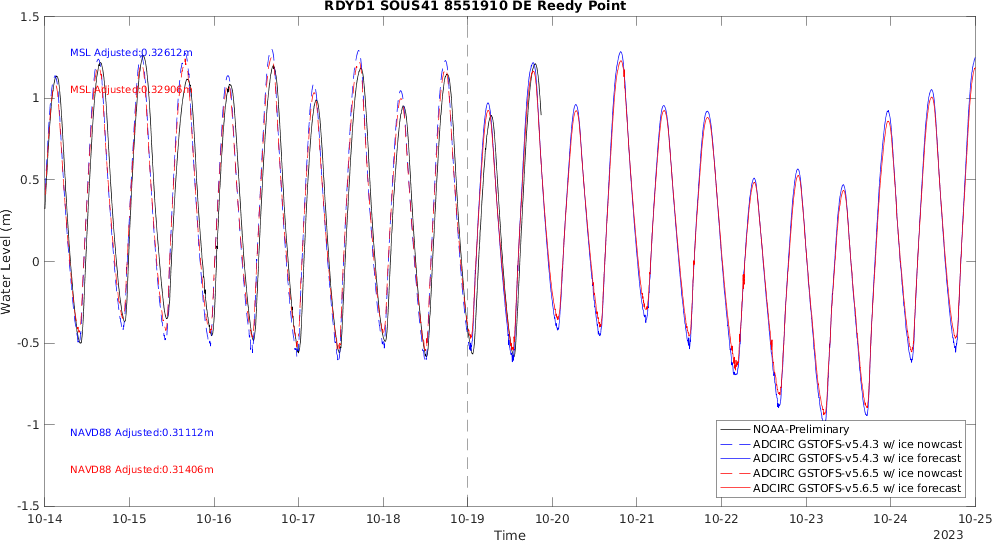 RDYD1 SOUS41 8551910 DE Reedy Point
Water Level (m)
1.5
1
0.5
0
-0.5
-1
-1.5
MSL Adjusted:0.32612m
MSL Adjusted:0.32906m
NAVD88 Adjusted:0.31112m
NAVD88 Adjusted:0.31406m
NOAA-Preliminary
ADCIRC GSTOFS-v5.4.3 w/ ice nowcast
ADCIRC GSTOFS-v5.4.3 w/ ice forecast
ADCIRC GSTOFS-v5.6.5 w/ ice nowcast
ADCIRC GSTOFS-v5.6.5 w/ ice forecast
10-14 10-15 10-16 10-17 10-18 10-19 10-20 10-21 10-22 10-23 10-24 10-25
Time
2023